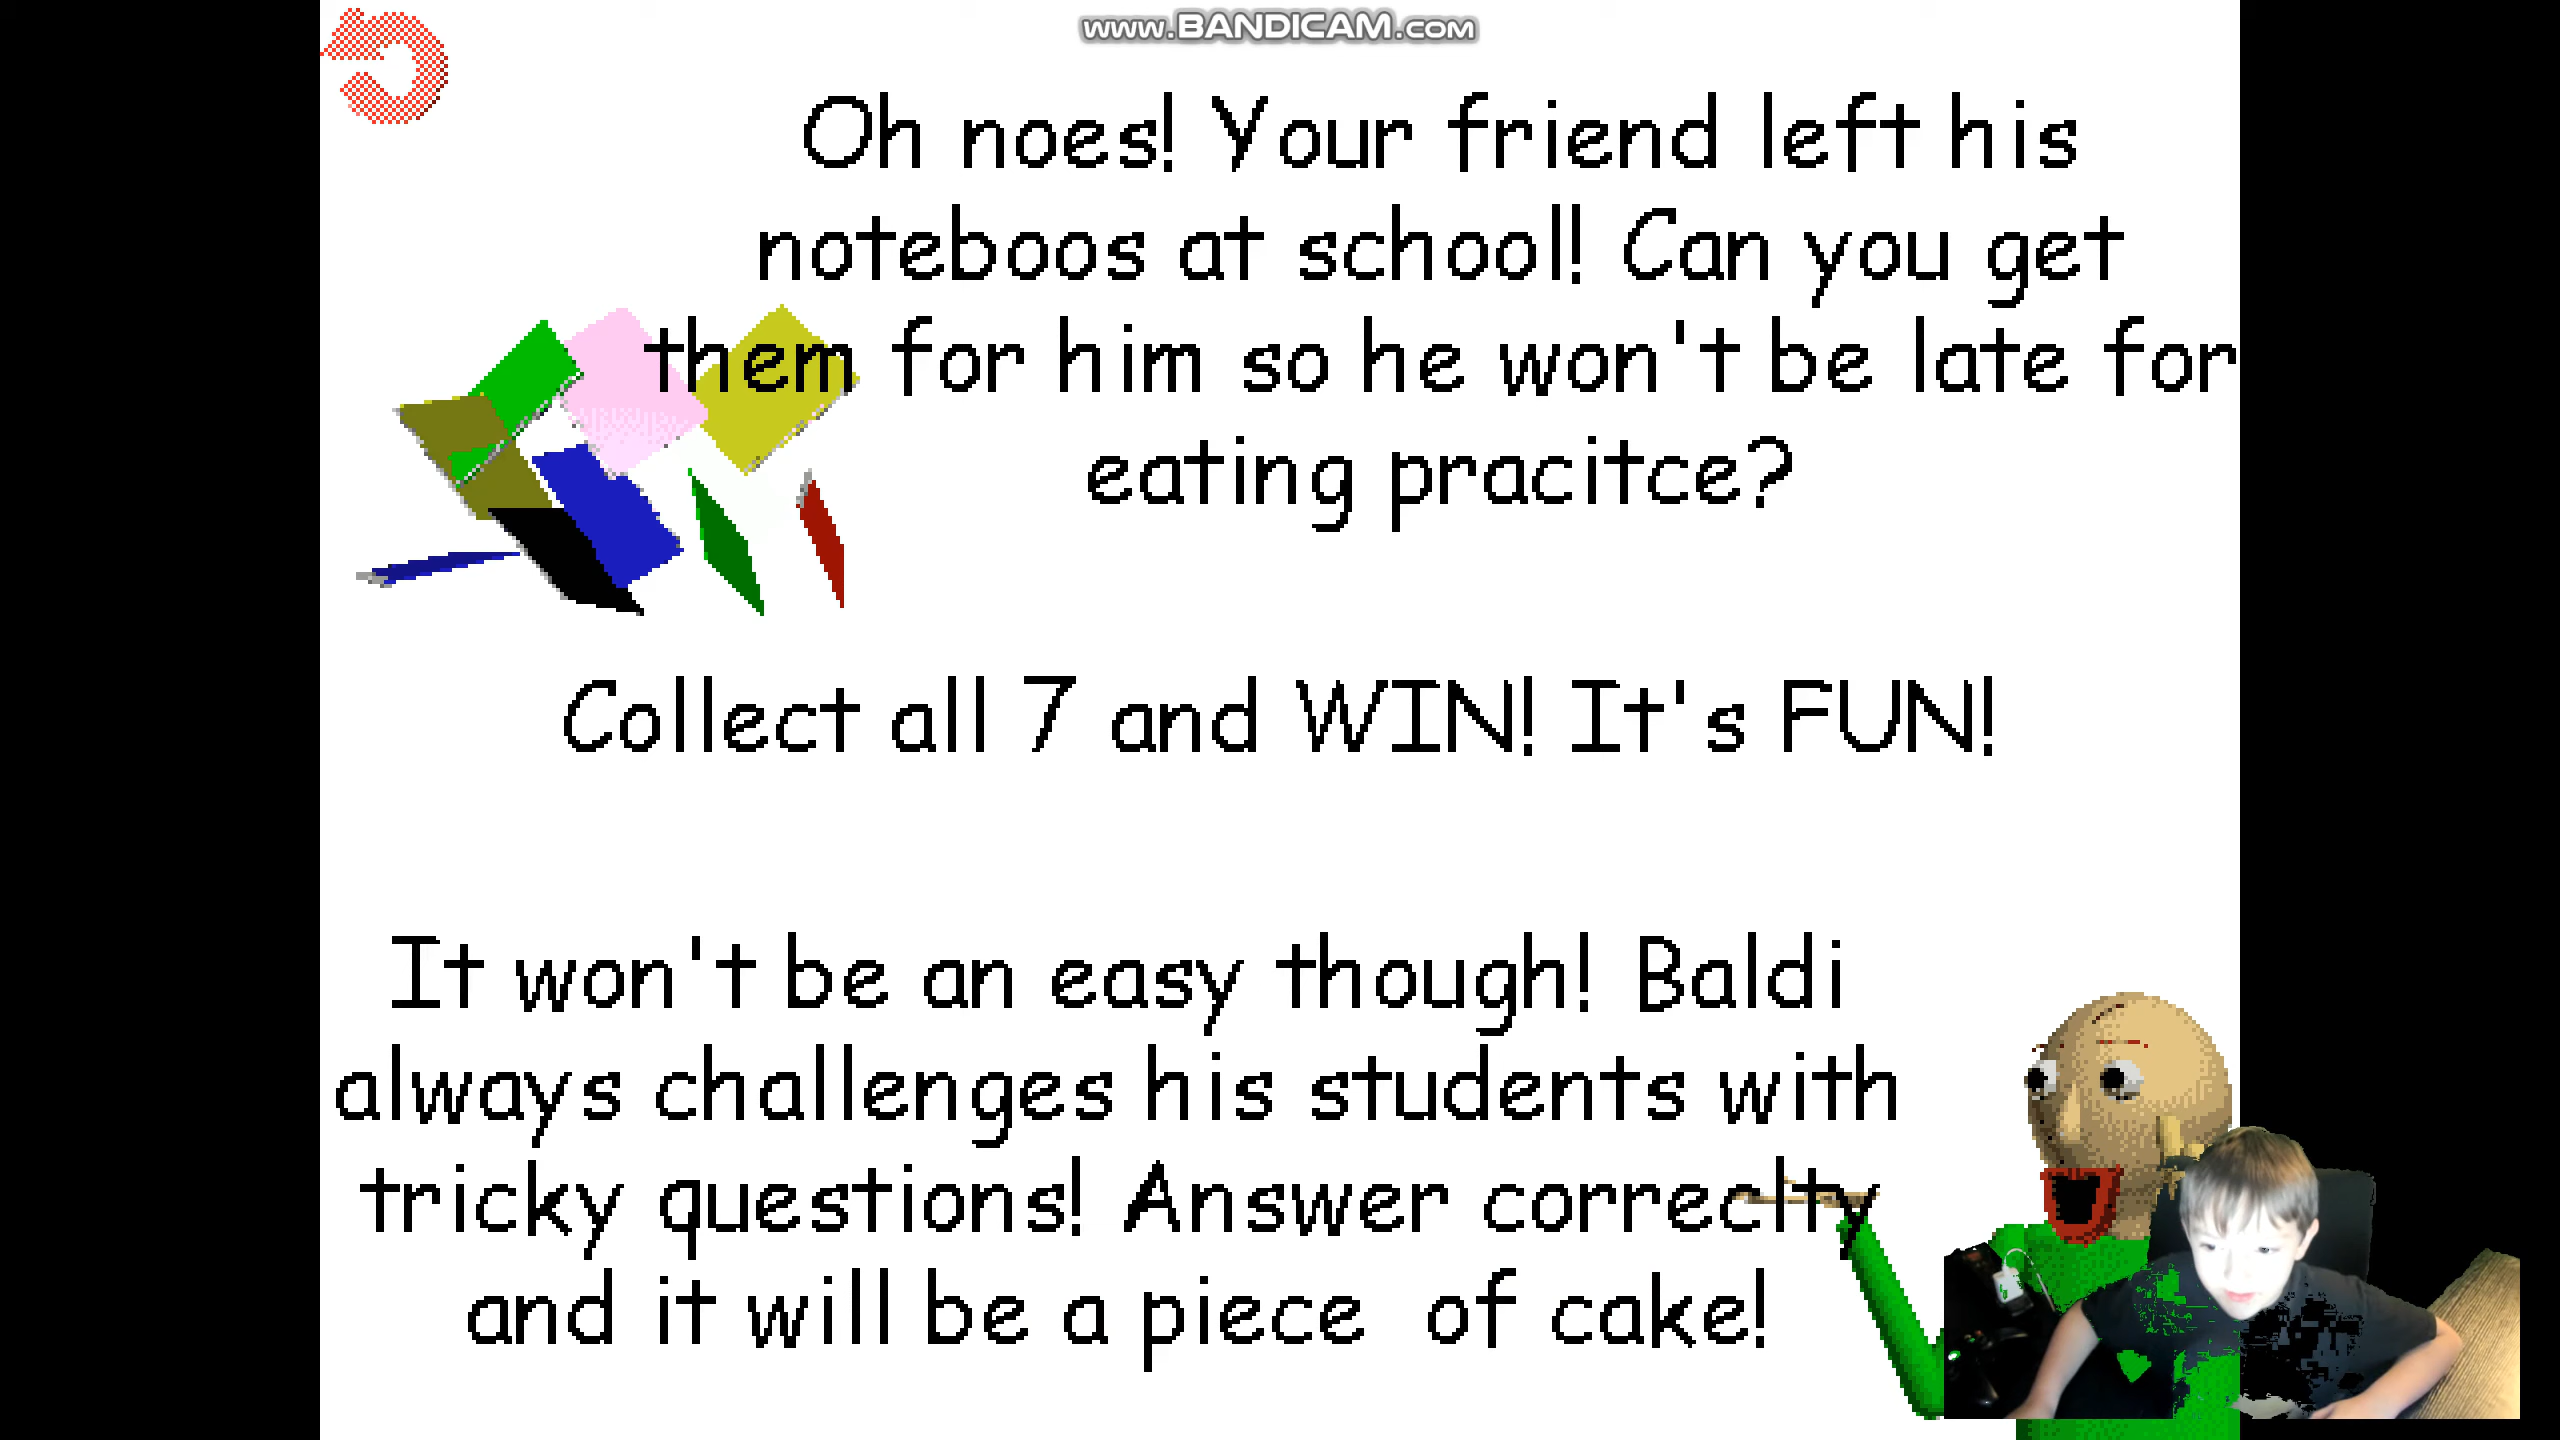 www.BANDICAM.com
Oh noes! Your friend left his
noteboos at school! Can you get
them for him so he won't be late for
eating pracitce?
Collect all 7 and WIN! It's FUN!
It won't be an easy though! Baldi
always challenges his students with
tricky questions! Answer correclty
and it will be a piece  of cake!